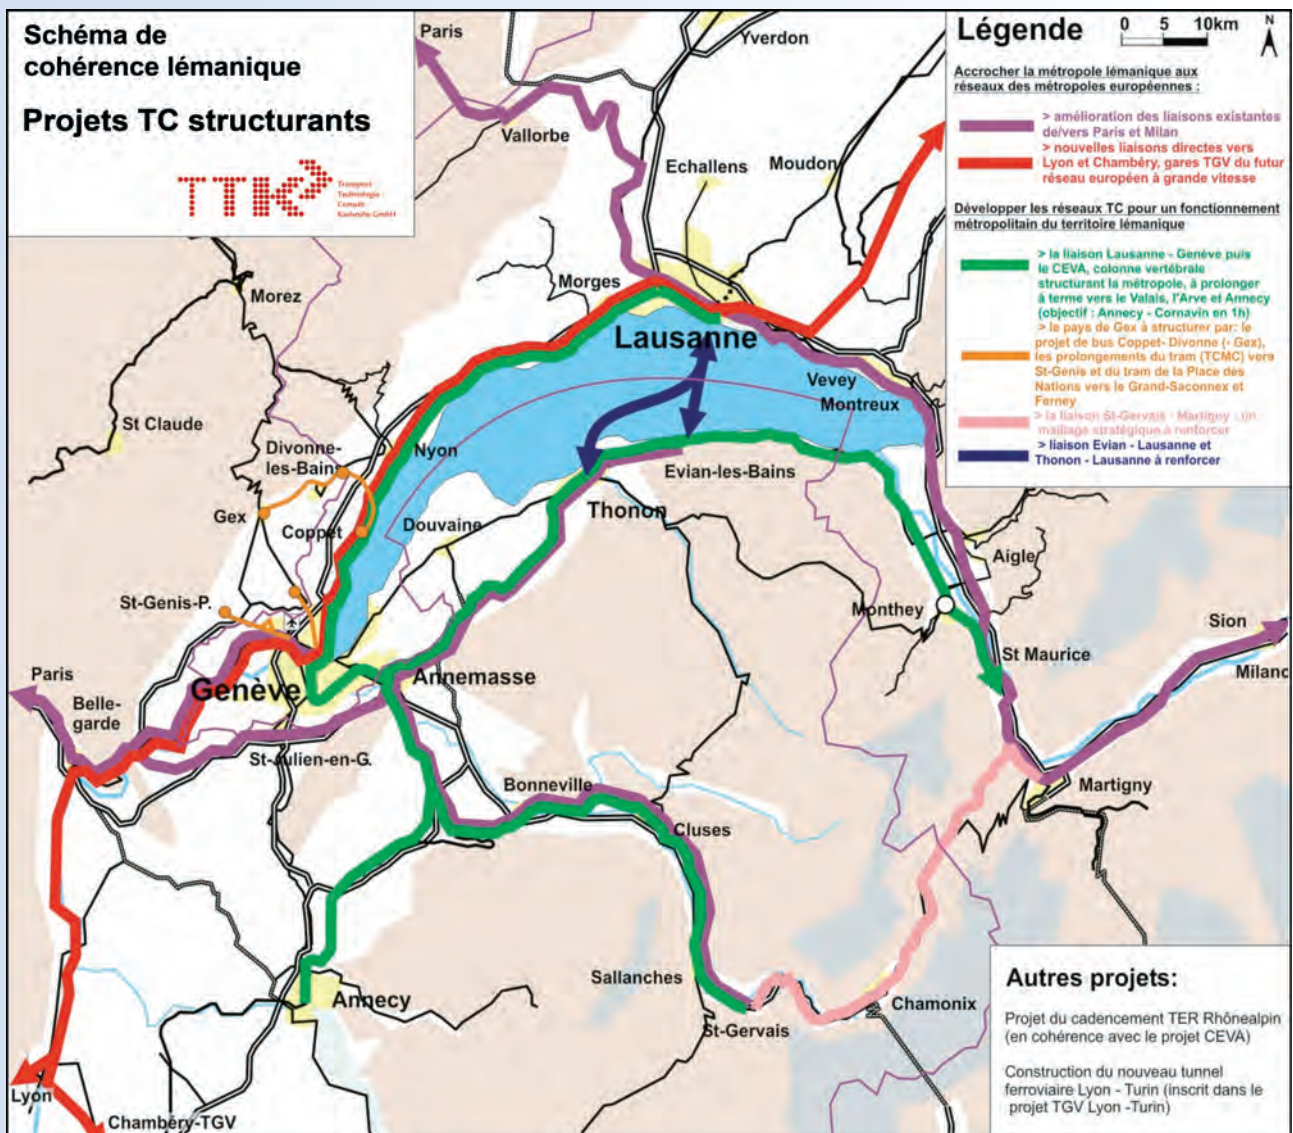 Schéma de
cohérence lémanique
Projets TC structurants
TTK
Transport
Technologie-
Consult
Karlsruhe GmbH
Légende
0 5 10km
N
Accrocher la métropole lémanique aux
réseaux des métropoles européennes :
> amélioration des liaisons existantes
de/vers Paris et Milan
> nouvelles liaisons directes vers
Lyon et Chambéry, gares TGV du futur
réseau européen à grande vitesse
Développer les réseaux TC pour un fonctionnement
métropolitain du territoire lémanique
> la liaison Lausanne - Genève puis
le CEVA, colonne vertébrale
structurant la métropole, à prolonger
à terme vers le Valais, l'Arve et Annecy
(objectif : Annecy - Cornavin en 1h)
> le pays de Gex à structurer par: le
projet de bus Coppet- Divonne (- Gex),
les prolongements du tram (TCMC) vers
St-Genis et du tram de la Place des
Nations vers le Grand-Saconnex et
Ferney
> la liaison St-Gervais - Martigny : un
maillage stratégique à renforcer
> liaison Evian - Lausanne et
Thonon - Lausanne à renforcer
Paris
Yverdon
Vallorbe
Echallens
Moudon
Morez
Morges
Lausanne
Vevey
Montreux
St Claude
Divonne-
les-Bains
Nyon
Evian-les-Bains
Gex
Coppet
Douvaine
Thonon
Aigle
St-Genis-P.
Monthey
Sion
St Maurice
Milano
Paris
Belle-
garde
Genève
Annemasse
St-Julien-en-G.
Bonneville
Martigny
Cluses
Sallanches
Annecy
Chamonix
St-Gervais
Lyon
Chambéry-TGV
Autres projets:
Projet du cadencement TER Rhônealpin
(en cohérence avec le projet CEVA)
Construction du nouveau tunnel
ferroviaire Lyon - Turin (inscrit dans le
projet TGV Lyon -Turin)